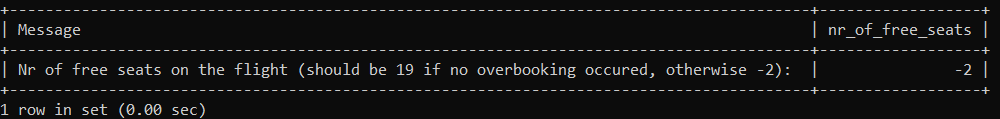 +----------------------------------------------------------------------------------+------------------+
| Message | nr_of_free_seats |
+----------------------------------------------------------------------------------+------------------+
| Nr of free seats on the flight (should be 19 if no overbooking occured, otherwise -2): | -2 |
+----------------------------------------------------------------------------------+------------------+
1 row in set (0.00 sec)